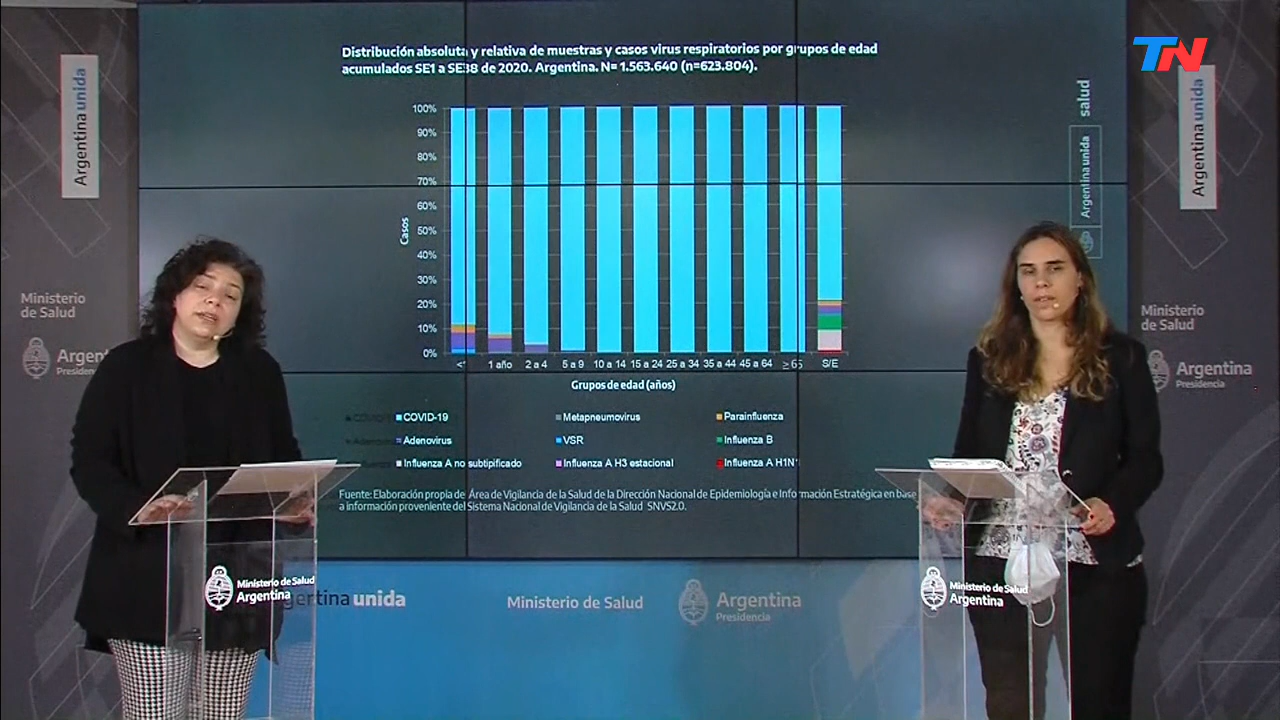 TN
Argentina unida
Argentina unida
salud
Argentina unida
Distribución absoluta y relativa de muestras y casos virus respiratorios por grupos de edad
acumulados SE1 a SE38 de 2020. Argentina. N= 1.563.640 (n=623.804).
100%
90%
80%
70%
60%
50%
40%
30%
20%
10%
0%
Casos
1 año 2 a 4 5 a 9 10 a 14 15 a 24 25 a 34 35 a 44 45 a 64 ≥ 65 S/E
Grupos de edad (años)
COVID-19 Metapneumovirus Parainfluenza
Adenovirus VSR Influenza B
Influenza A no subtipificado Influenza A H3 estacional Influenza A H1N1
Fuente: Elaboración propia del Área de Vigilancia de la Salud de la Dirección Nacional de Epidemiología e Información Estratégica en base
a información proveniente del Sistema Nacional de Vigilancia de la Salud SNVS2.0.
Ministerio
de Salud
Argentina
Presidencia
Ministerio
de Salud
Argentina
Presidencia
Ministerio de Salud
Argentina
Argentina unida
Ministerio de Salud
Argentina
Presidencia
Ministerio de Salud
Argentina